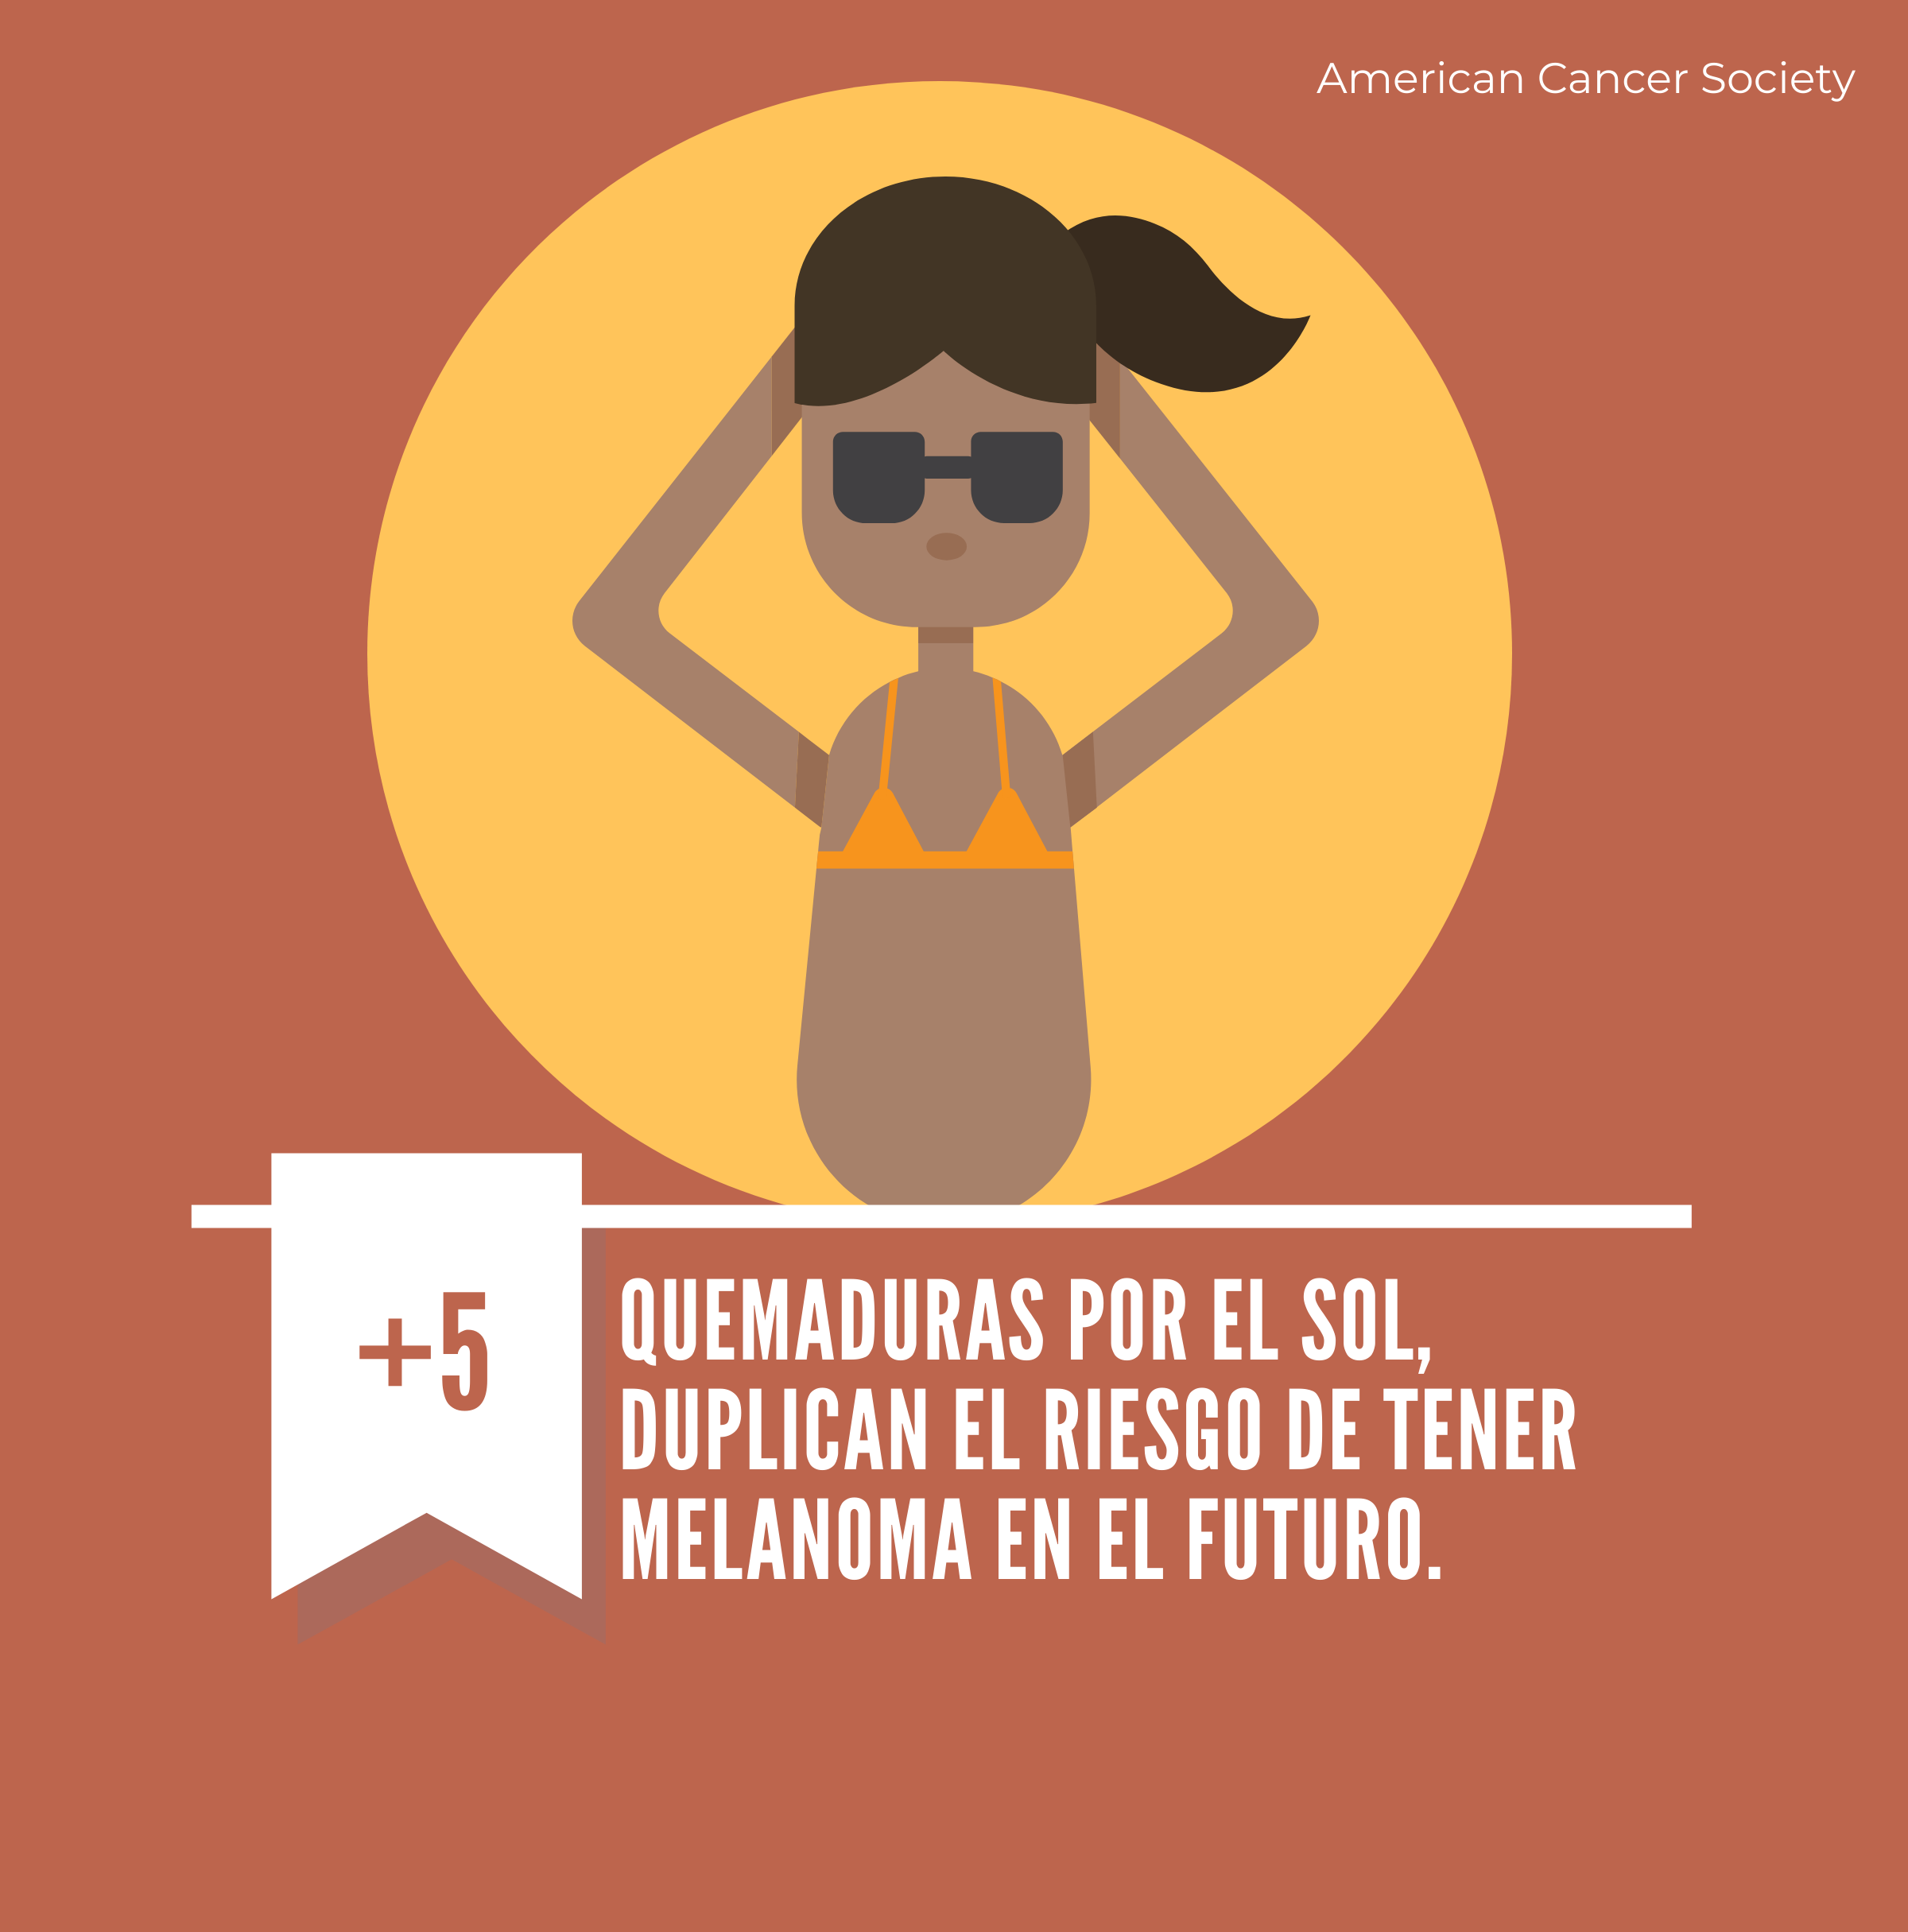 American Cancer Society
+5
QUEMADURAS POR EL SOL,
DUPLICAN EL RIESGO DE TENER
MELANOMA EN EL FUTURO.